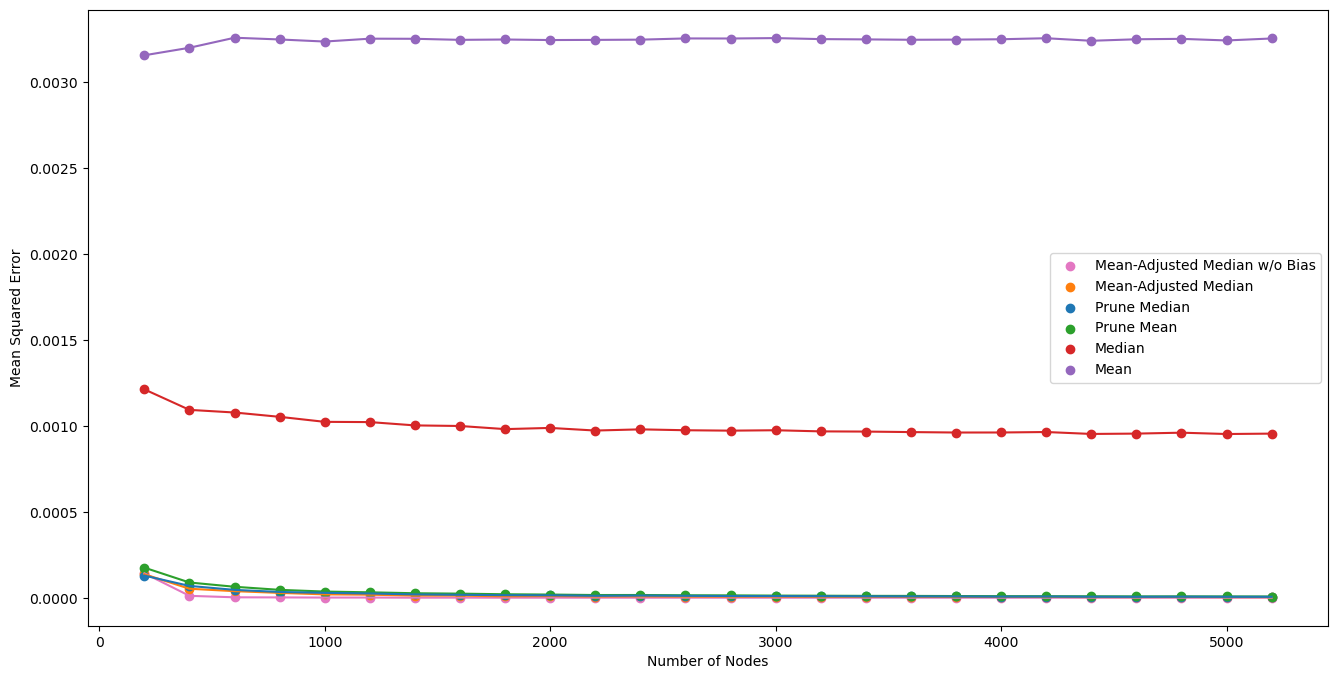 Mean Squared Error
0.0030
0.0025
0.0020
0.0015
0.0010
0.0005
0.0000
Mean-Adjusted Median w/o Bias
Mean-Adjusted Median
Prune Median
Prune Mean
Median
Mean
0 1000 2000 3000 4000 5000
Number of Nodes